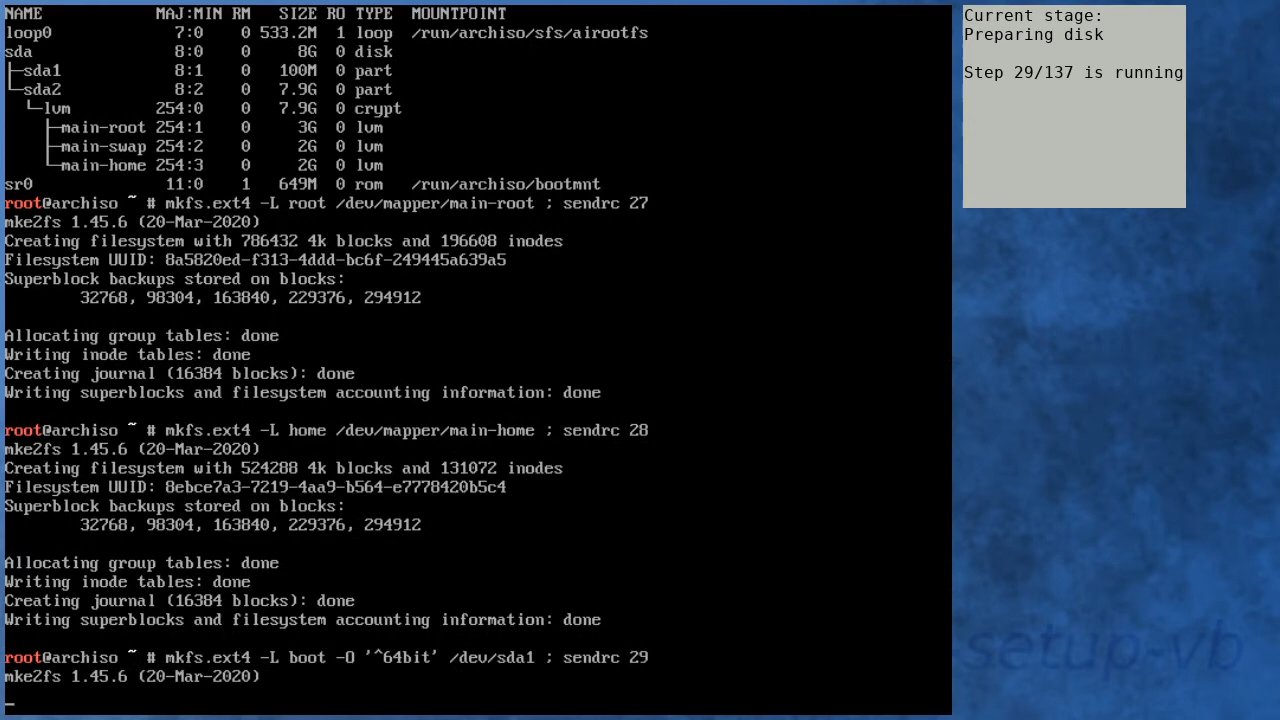 NAME MAJ:MIN RM SIZE RO TYPE MOUNTPOINT
loop0 7:0 0 533.2M 1 loop /run/archiso/sfs/airootfs
sda 8:0 0 8G 0 disk
├─sda1 8:1 0 100M 0 part
└─sda2 8:2 0 7.9G 0 part
└─lvm 254:0 0 7.9G 0 crypt
├─main-root 254:1 0 3G 0 lvm
├─main-swap 254:2 0 2G 0 lvm
└─main-home 254:3 0 2G 0 lvm
sr0 11:0 1 649M 0 rom /run/archiso/bootmnt
root@archiso ~ # mkfs.ext4 -L root /dev/mapper/main-root ; sendrc 27
mke2fs 1.45.6 (20-Mar-2020)
Creating filesystem with 786432 4k blocks and 196608 inodes
Filesystem UUID: 8a5820ed-f313-4ddd-bc6f-249445a639a5
Superblock backups stored on blocks:
32768, 98304, 163840, 229376, 294912
Allocating group tables: done
Writing inode tables: done
Creating journal (16384 blocks): done
Writing superblocks and filesystem accounting information: done
root@archiso ~ # mkfs.ext4 -L home /dev/mapper/main-home ; sendrc 28
mke2fs 1.45.6 (20-Mar-2020)
Creating filesystem with 524288 4k blocks and 131072 inodes
Filesystem UUID: 8ebce7a3-7219-4aa9-b564-e7778420b5c4
Superblock backups stored on blocks:
32768, 98304, 163840, 229376, 294912
Allocating group tables: done
Writing inode tables: done
Creating journal (16384 blocks): done
Writing superblocks and filesystem accounting information: done
root@archiso ~ # mkfs.ext4 -L boot -O '^64bit' /dev/sda1 ; sendrc 29
mke2fs 1.45.6 (20-Mar-2020)
Current stage:
Preparing disk
Step 29/137 is running
setup-vb